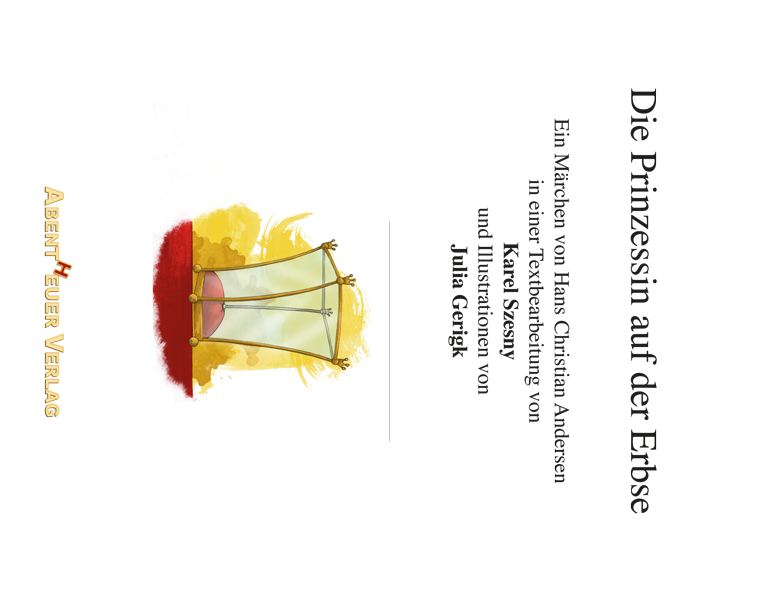 Die Prinzessin auf der Erbse
Ein Märchen von Hans Christian Andersen
in einer Textbearbeitung von
Karel Szesny
und Illustrationen von
Julia Gerigk
ABENTHEUER VERLAG